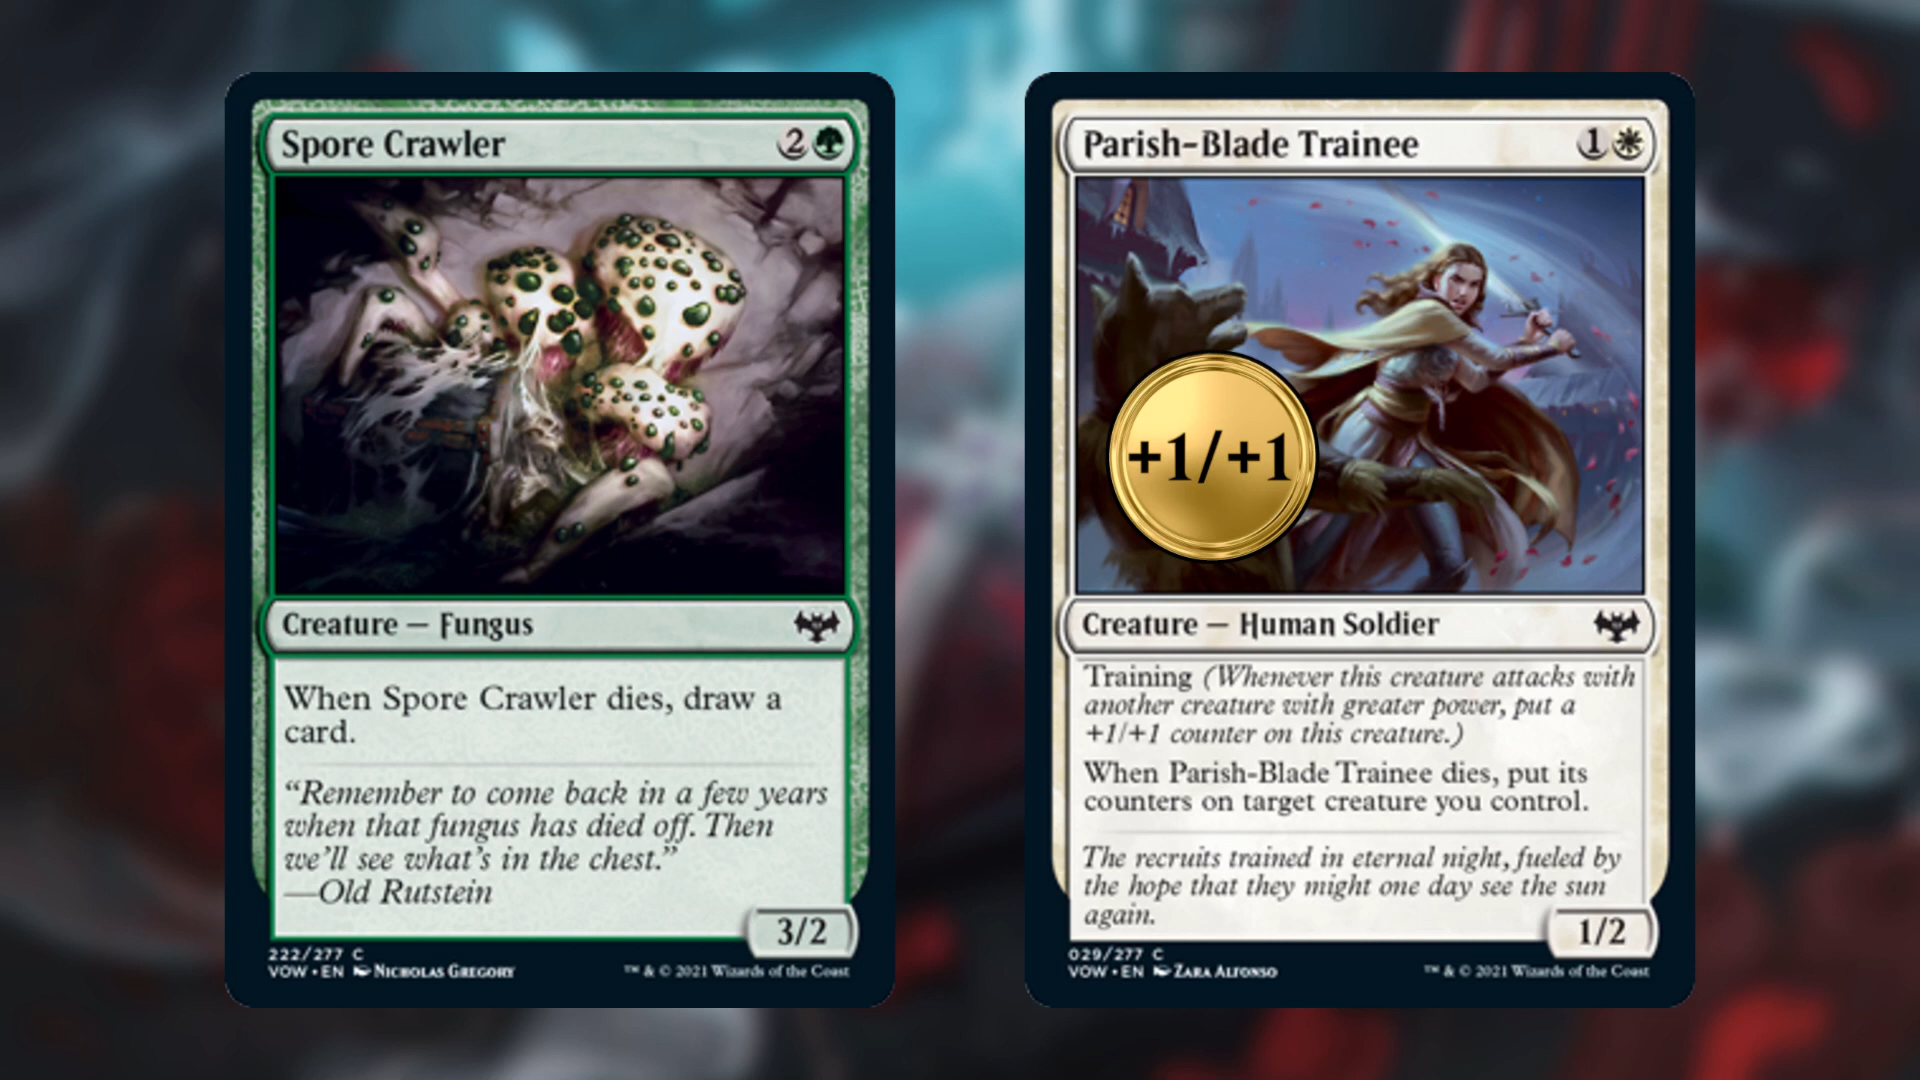 Spore Crawler 2
Creature — Fungus
When Spore Crawler dies, draw a
card.
“Remember to come back in a few years
when that fungus has died off. Then
we’ll see what’s in the chest.”
—Old Rutstein
3/2
222/277 C
VOW • EN Nicholas Gregory
™ & © 2021 Wizards of the Coast
Parish-Blade Trainee 1
+1/+1
Creature — Human Soldier
Training (Whenever this creature attacks with
another creature with greater power, put a
+1/+1 counter on this creature.)
When Parish-Blade Trainee dies, put its
counters on target creature you control.
The recruits trained in eternal night, fueled by
the hope that they might one day see the sun
again.
1/2
029/277 C
VOW • EN Zara Alfonso
™ & © 2021 Wizards of the Coast